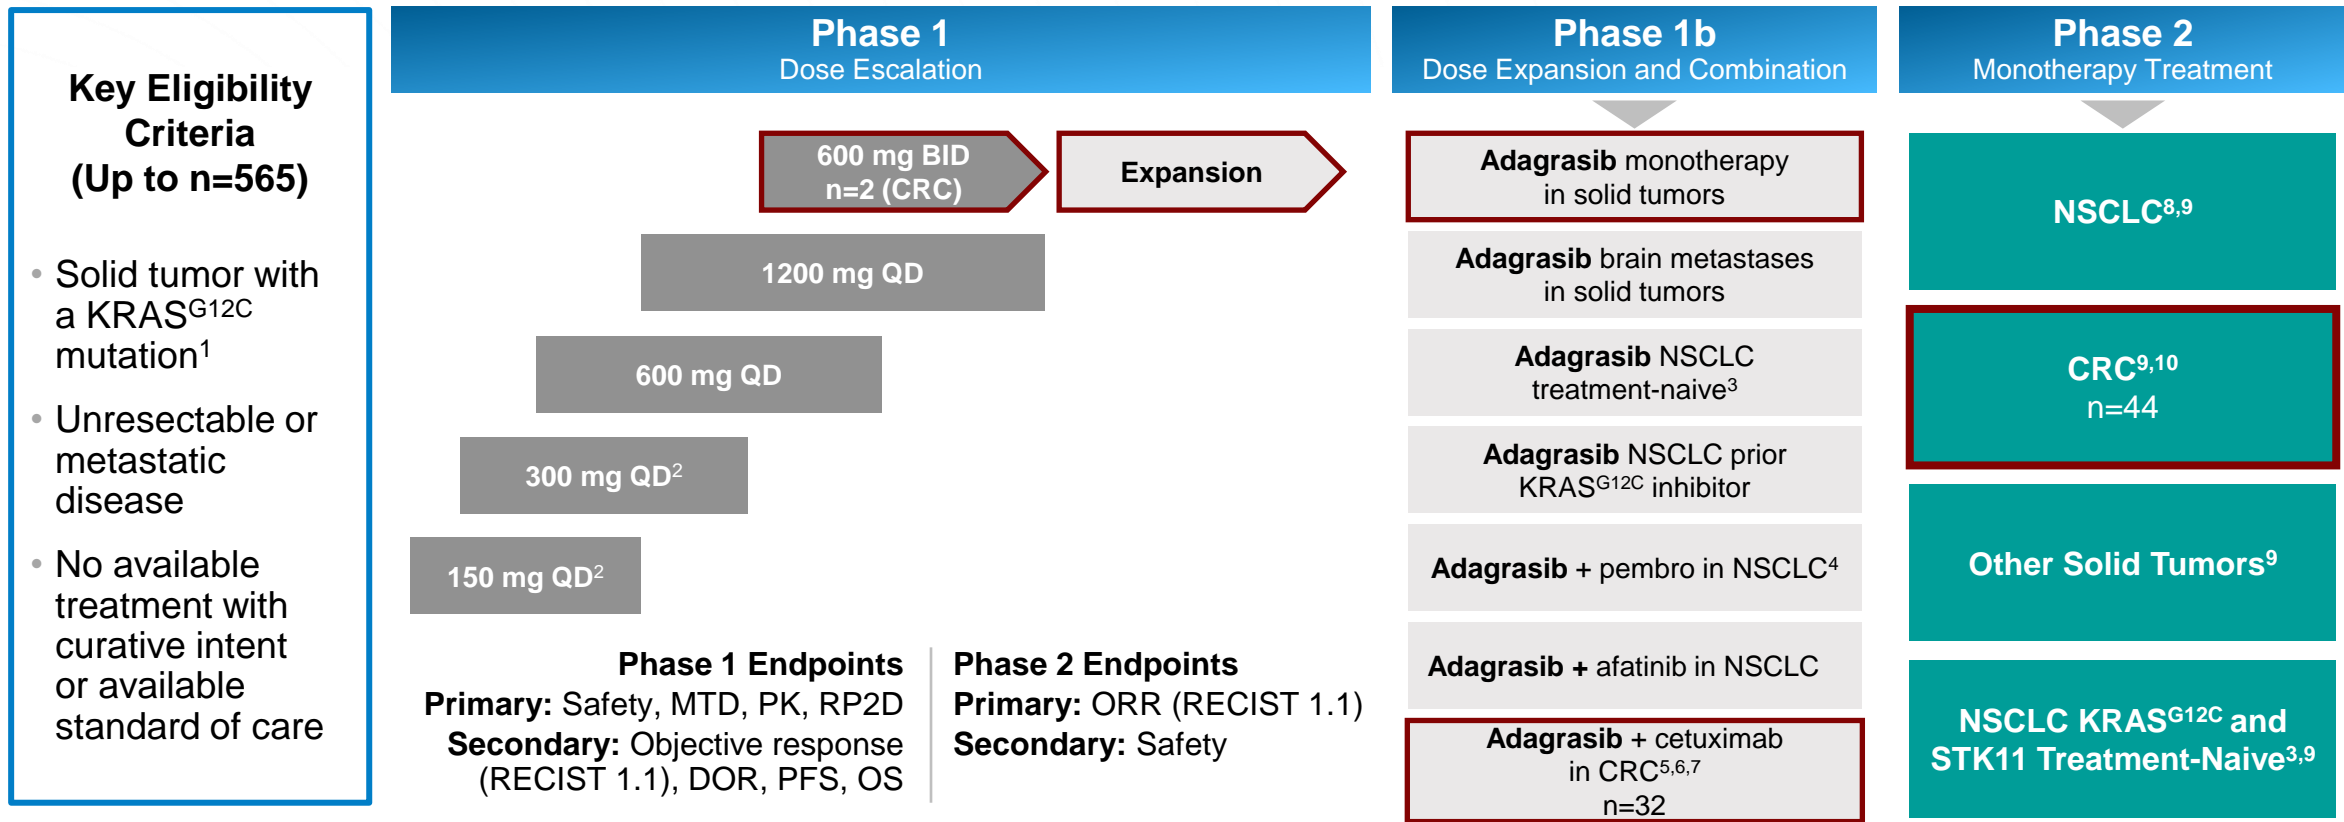 Key Eligibility
Criteria
(Up to n=565)
• Solid tumor with
a KRASG12C
mutation1
• Unresectable or
metastatic
disease
• No available
treatment with
curative intent
or available
standard of care
Phase 1
Dose Escalation
600 mg BID
n=2 (CRC)
Expansion
1200 mg QD
600 mg QD
300 mg QD2
150 mg QD2
Phase 1 Endpoints
Primary: Safety, MTD, PK, RP2D
Secondary: Objective response
(RECIST 1.1), DOR, PFS, OS
Phase 2 Endpoints
Primary: ORR (RECIST 1.1)
Secondary: Safety
Phase 1b
Dose Expansion and Combination
Adagrasib monotherapy
in solid tumors
Adagrasib brain metastases
in solid tumors
Adagrasib NSCLC
treatment-naive3
Adagrasib NSCLC prior
KRASG12C inhibitor
Adagrasib + pembro in NSCLC4
Adagrasib + afatinib in NSCLC
Adagrasib + cetuximab
in CRC5,6,7
n=32
Phase 2
Monotherapy Treatment
NSCLC8,9
CRC9,10
n=44
Other Solid Tumors9
NSCLC KRASG12C and
STK11 Treatment-Naive3,9